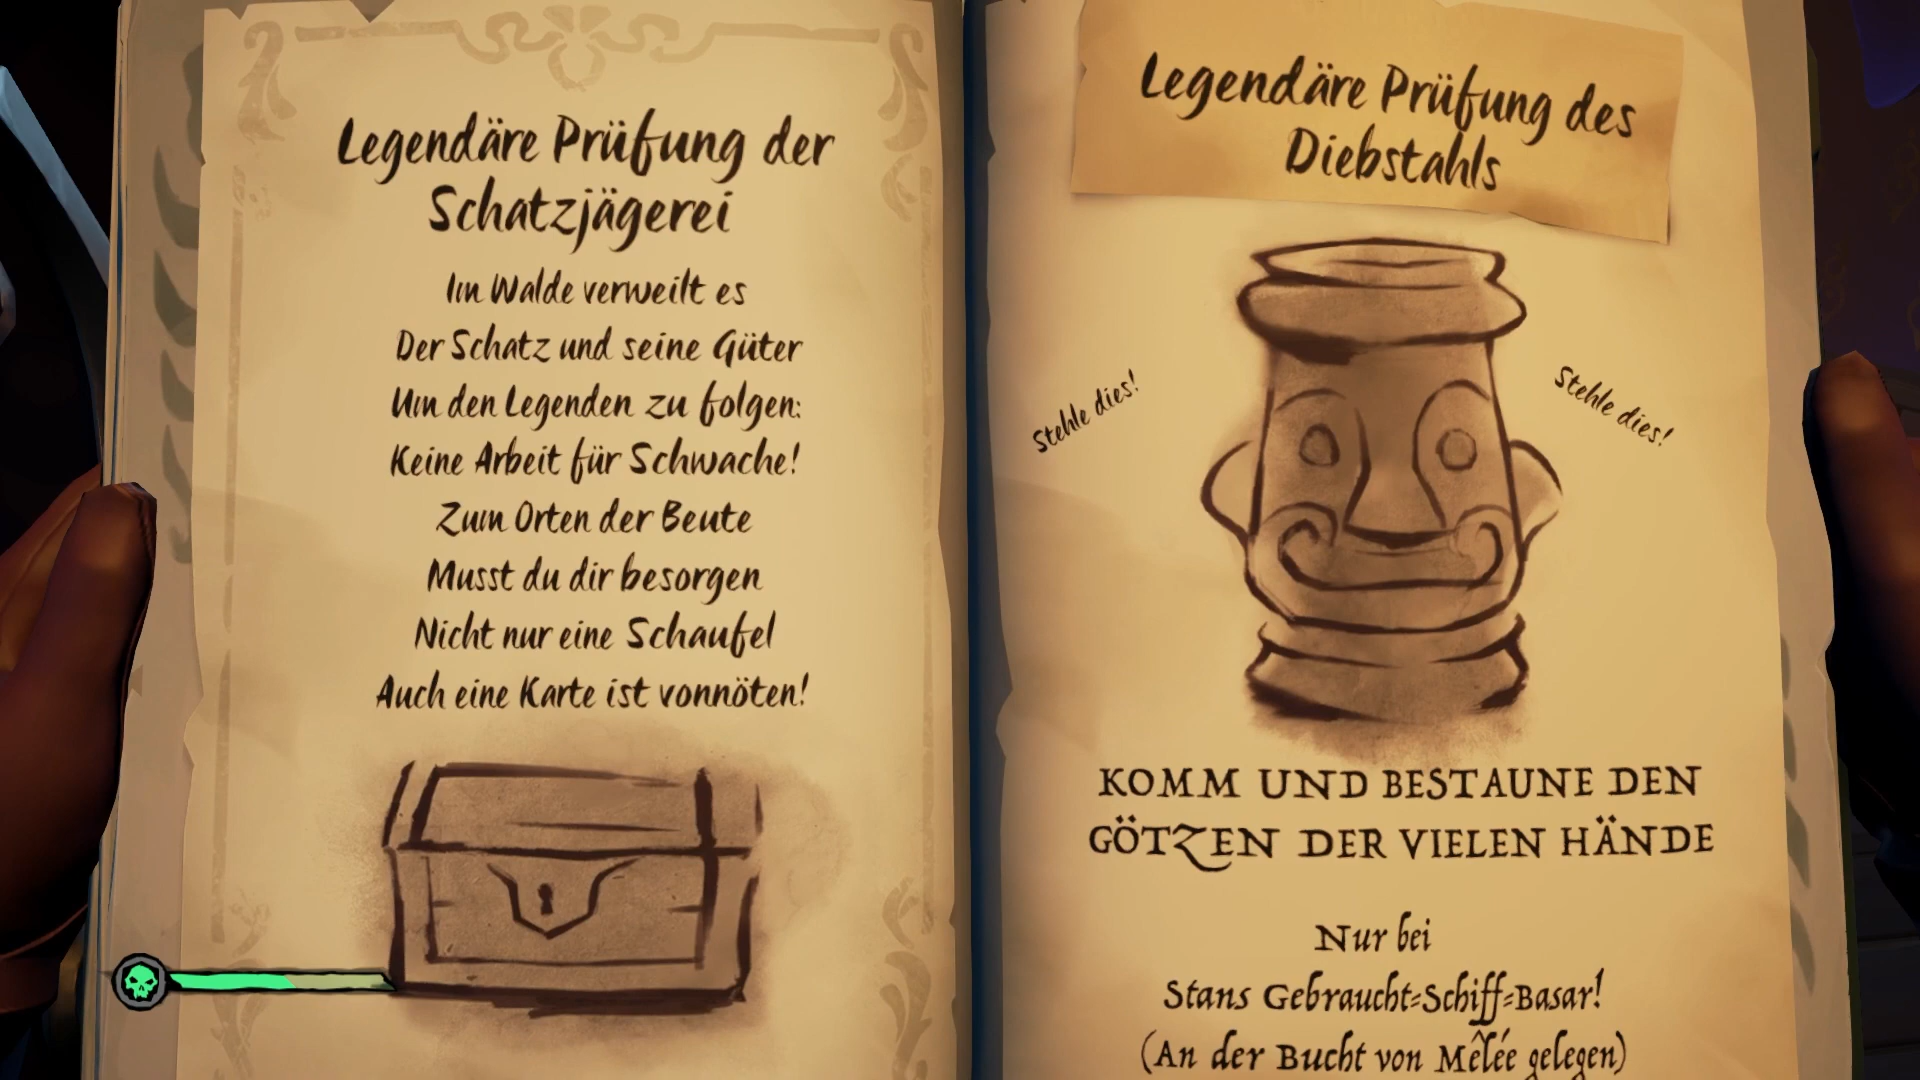 Legendäre Prüfung der
Schatzjägerei
Im Walde verweilt es
Der Schatz und seine Güter
Um den Legenden zu folgen:
Keine Arbeit für Schwache!
Zum Orten der Beute
Musst du dir besorgen
Nicht nur eine Schaufel
Auch eine Karte ist vonnöten!
Legendäre Prüfung des
Diebstahls
Stehle dies!
Stehle dies!
KOMM UND BESTAUNE DEN
GÖTZEN DER VIELEN HÄNDE
Nur bei
Stans Gebraucht-Schiff-Basar!
(An der Bucht von Mêlée gelegen)